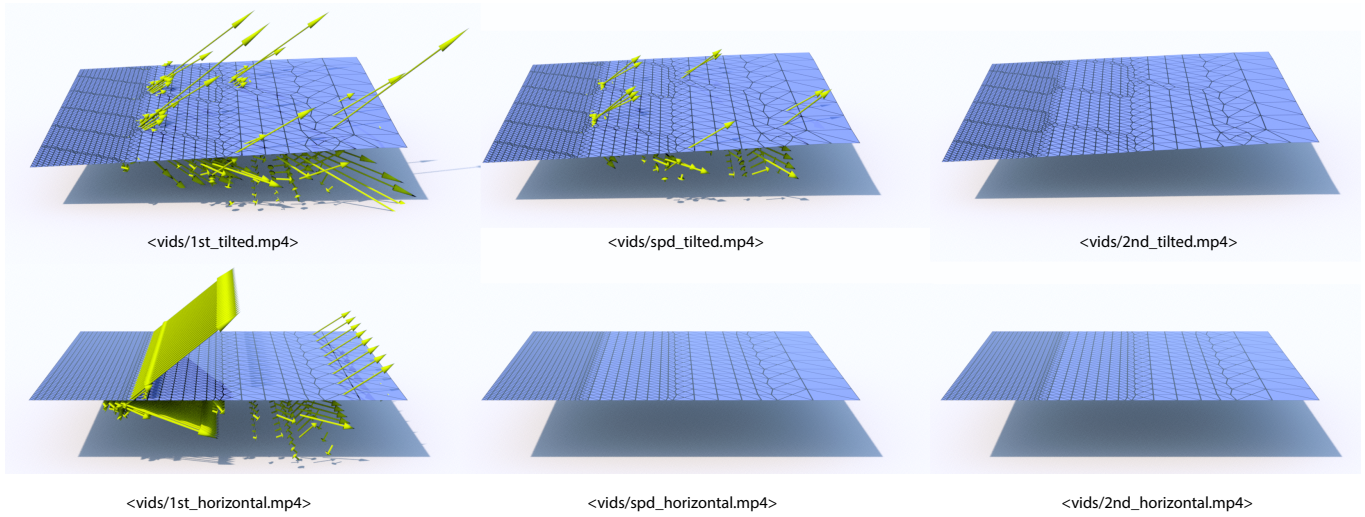 <vids/1st_tilted.mp4>
<vids/spd_tilted.mp4>
<vids/2nd_tilted.mp4>
<vids/1st_horizontal.mp4>
<vids/spd_horizontal.mp4>
<vids/2nd_horizontal.mp4>